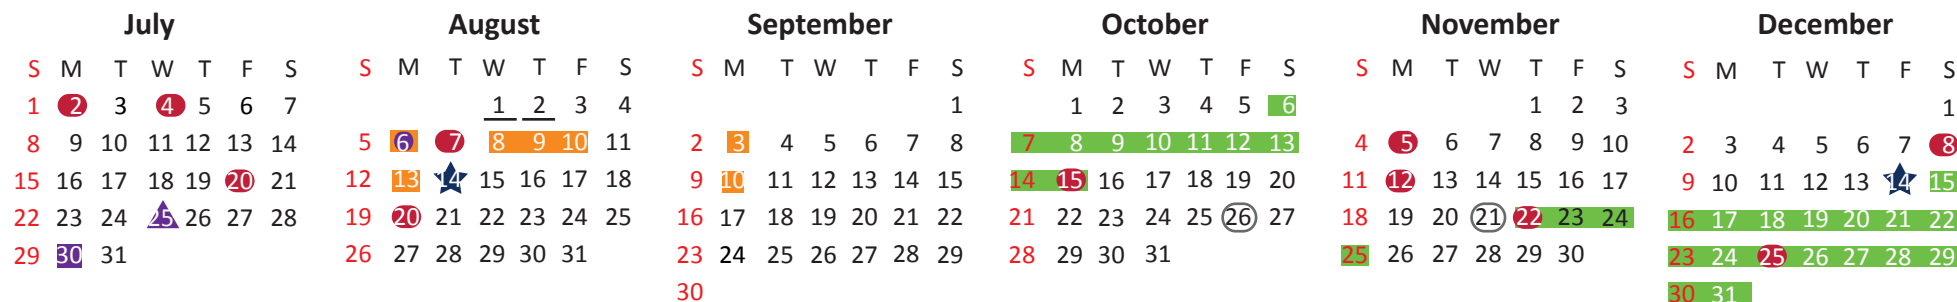 July August September October November December
S M T W T F S S M T W T F S S M T W T F S S M T W T F S S M T W T F S S M T W T F S
1 2 3 4 5 6 7 1 2 3 4 1 1 2 3 4 5 6 1 2 3 1
8 9 10 11 12 13 14 5 6 7 8 9 10 11 2 3 4 5 6 7 8 7 8 9 10 11 12 13 4 5 6 7 8 9 10 2 3 4 5 6 7 8
15 16 17 18 19 20 21 12 13 14 15 16 17 18 9 10 11 12 13 14 15 14 15 16 17 18 19 20 11 12 13 14 15 16 17 9 10 11 12 13 14 15
22 23 24 25 26 27 28 19 20 21 22 23 24 25 16 17 18 19 20 21 22 21 22 23 24 25 26 27 18 19 20 21 22 23 24 16 17 18 19 20 21 22
29 30 31 26 27 28 29 30 31 23 24 25 26 27 28 29 28 29 30 31 25 26 27 28 29 30 23 24 25 26 27 28 29
30 30 31